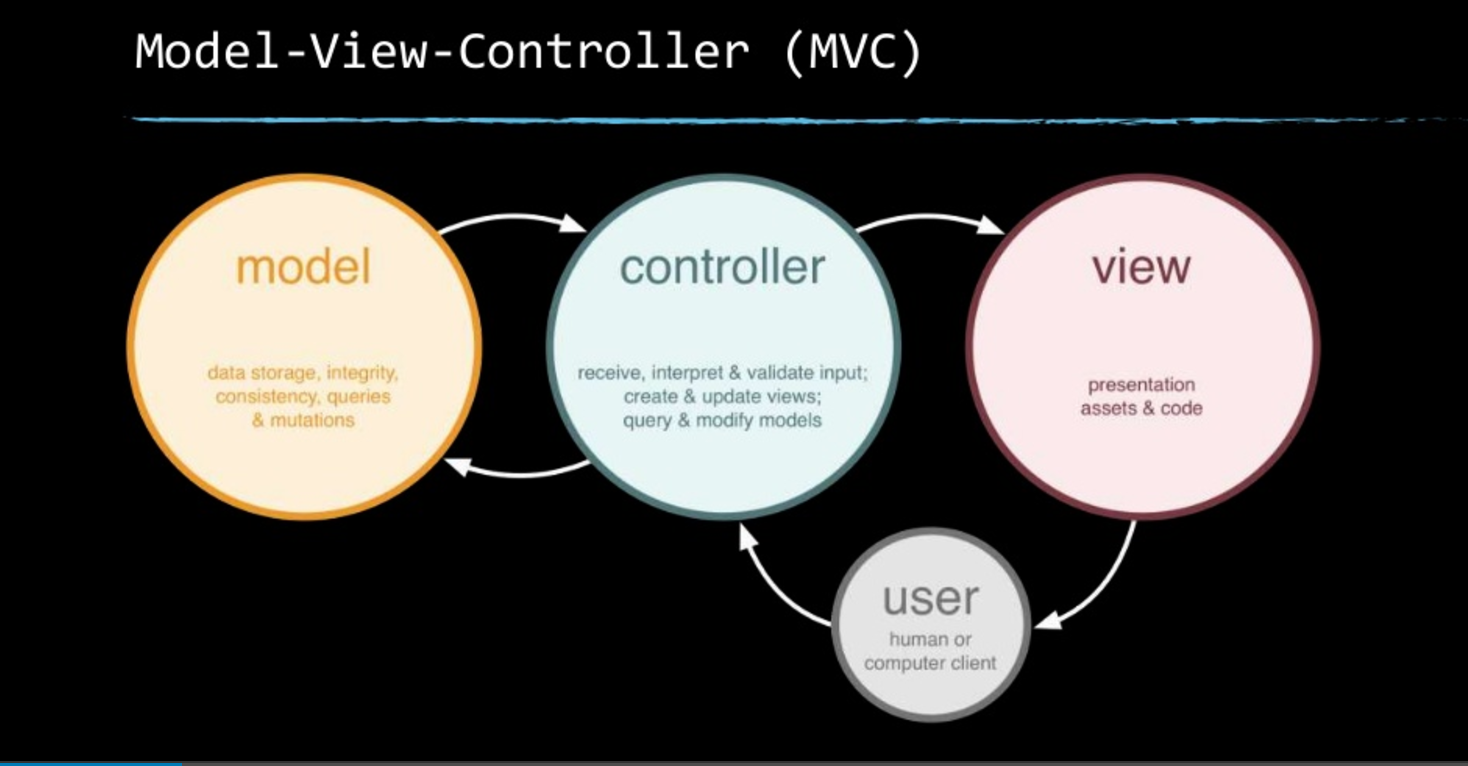 Model-View-Controller (MVC)
model
data storage, integrity,
consistency, queries
& mutations
controller
receive, interpret & validate input;
create & update views;
query & modify models
view
presentation
assets & code
user
human or
computer client